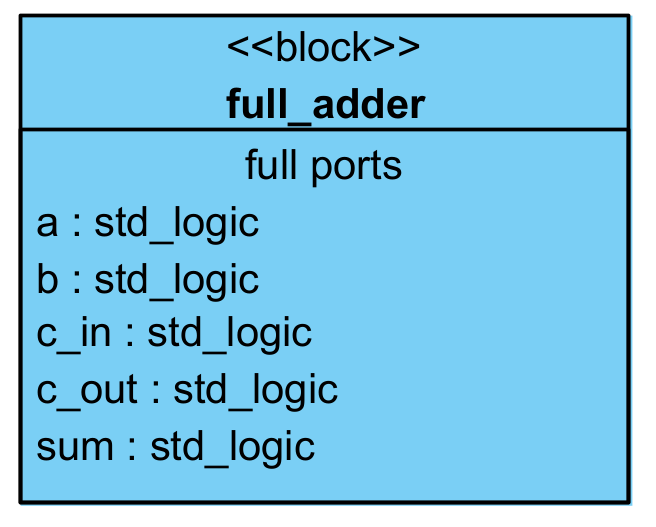 <<block>>
full_adder
full ports
a : std_logic
b : std_logic
c_in : std_logic
c_out : std_logic
sum : std_logic